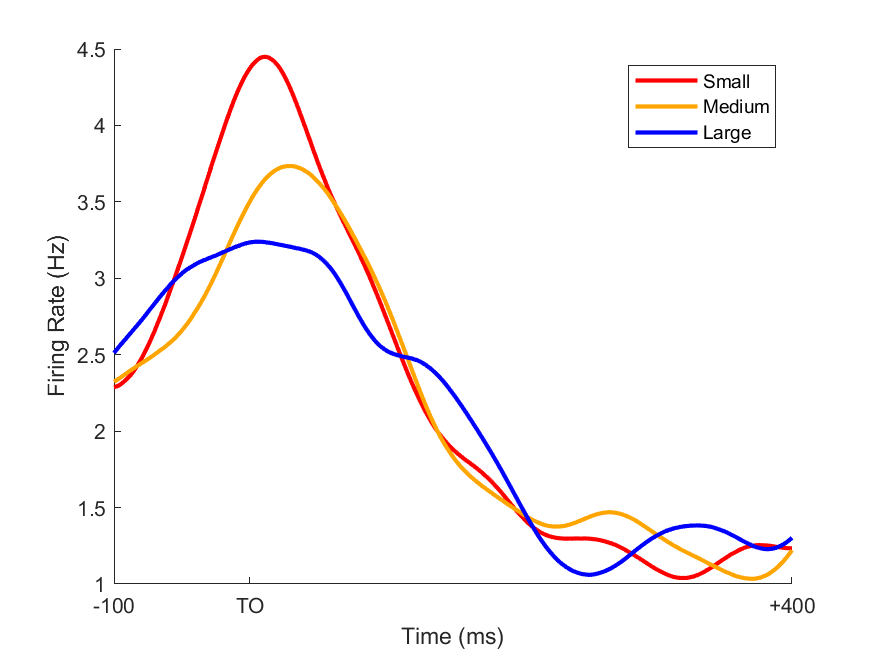 4.5
4
3.5
3
2.5
2
1.5
1
Firing Rate (Hz)
Small
Medium
Large
-100 TO +400
Time (ms)